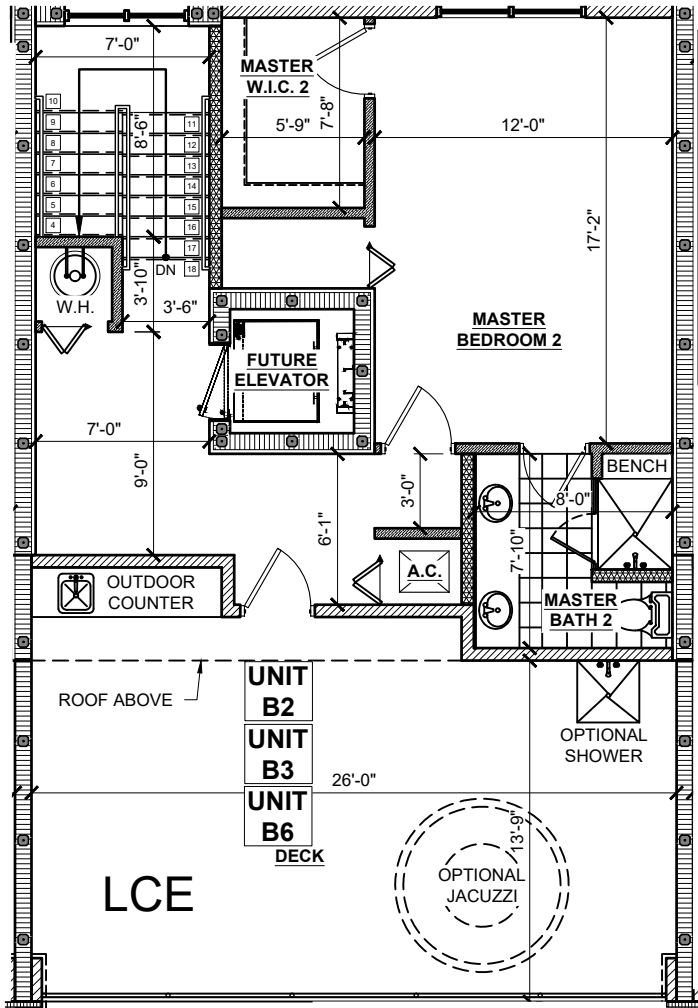 7'-0"
MASTER
W.I.C. 2
7'-8"
5'-9"
12'-0"
10
9
8
7
6
5
4
8'-6"
11
12
13
14
15
16
17
18
DN
17'-2"
W.H.
3'-10"
3'-6"
FUTURE
ELEVATOR
MASTER
BEDROOM 2
7'-0"
9'-0"
6'-1"
3'-0"
BENCH
8'-0"
7'-10"
A.C.
MASTER
BATH 2
OUTDOOR
COUNTER
ROOF ABOVE
UNIT
B2
UNIT
B3
UNIT
B6
DECK
OPTIONAL
SHOWER
26'-0"
13'-9"
OPTIONAL
JACUZZI
LCE